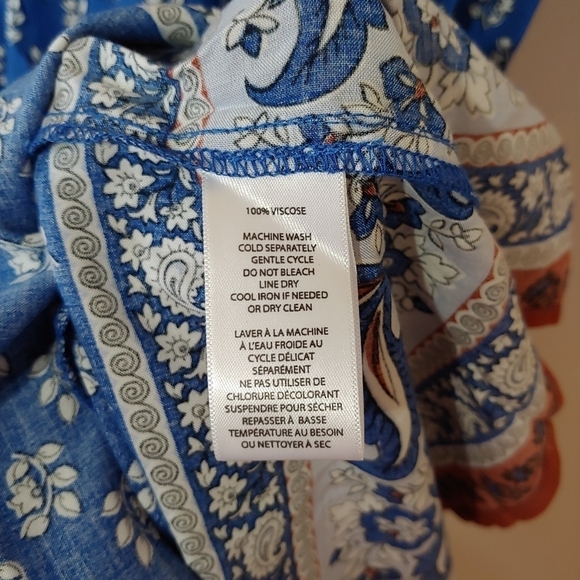 100% VISCOSE
MACHINE WASH
COLD SEPARATELY
GENTLE CYCLE
DO NOT BLEACH
LINE DRY
COOL IRON IF NEEDED
OR DRY CLEAN
LAVER À LA MACHINE
À L'EAU FROIDE AU
CYCLE DÉLICAT
SÉPARÉMENT
NE PAS UTILISER DE
CHLORURE DÉCOLORANT
SUSPENDRE POUR SÉCHER
REPASSER À BASSE
TEMPÉRATURE AU BESOIN
OU NETTOYER À SEC